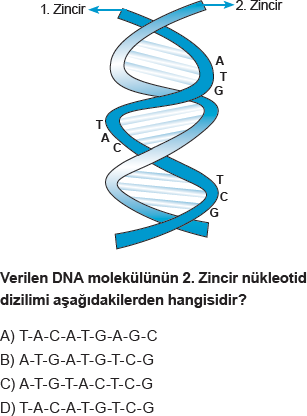 1. Zincir
2. Zincir
A
T
G
T
A
C
T
C
G
Verilen DNA molekülünün 2. Zincir nükleotid
dizilimi aşağıdakilerden hangisidir?
A) T-A-C-A-T-G-A-G-C
B) A-T-G-A-T-G-T-C-G
C) A-T-G-T-A-C-T-C-G
D) T-A-C-A-T-G-T-C-G